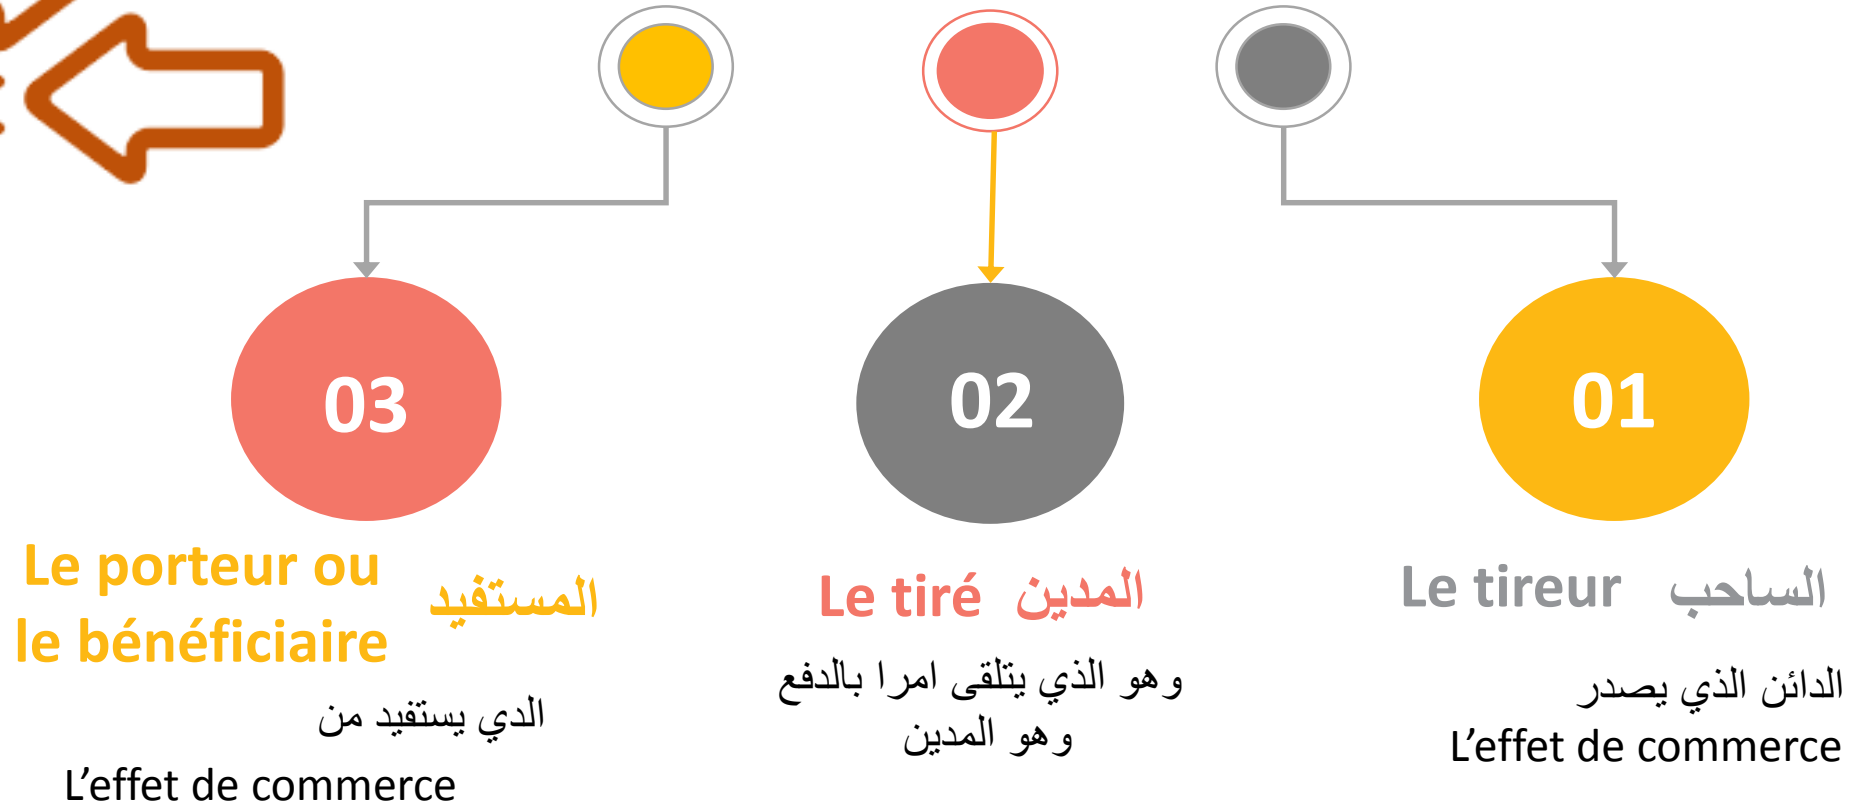 01
Le tireur الساحب
الدائن الذي يصدر
L’effet de commerce
02
Le tiré المدين
وهو الذي يتلقى امرا بالدفع
وهو المدين
03
Le porteur ou
le bénéficiaire
المستفيد
الدي يستفيد من
L’effet de commerce